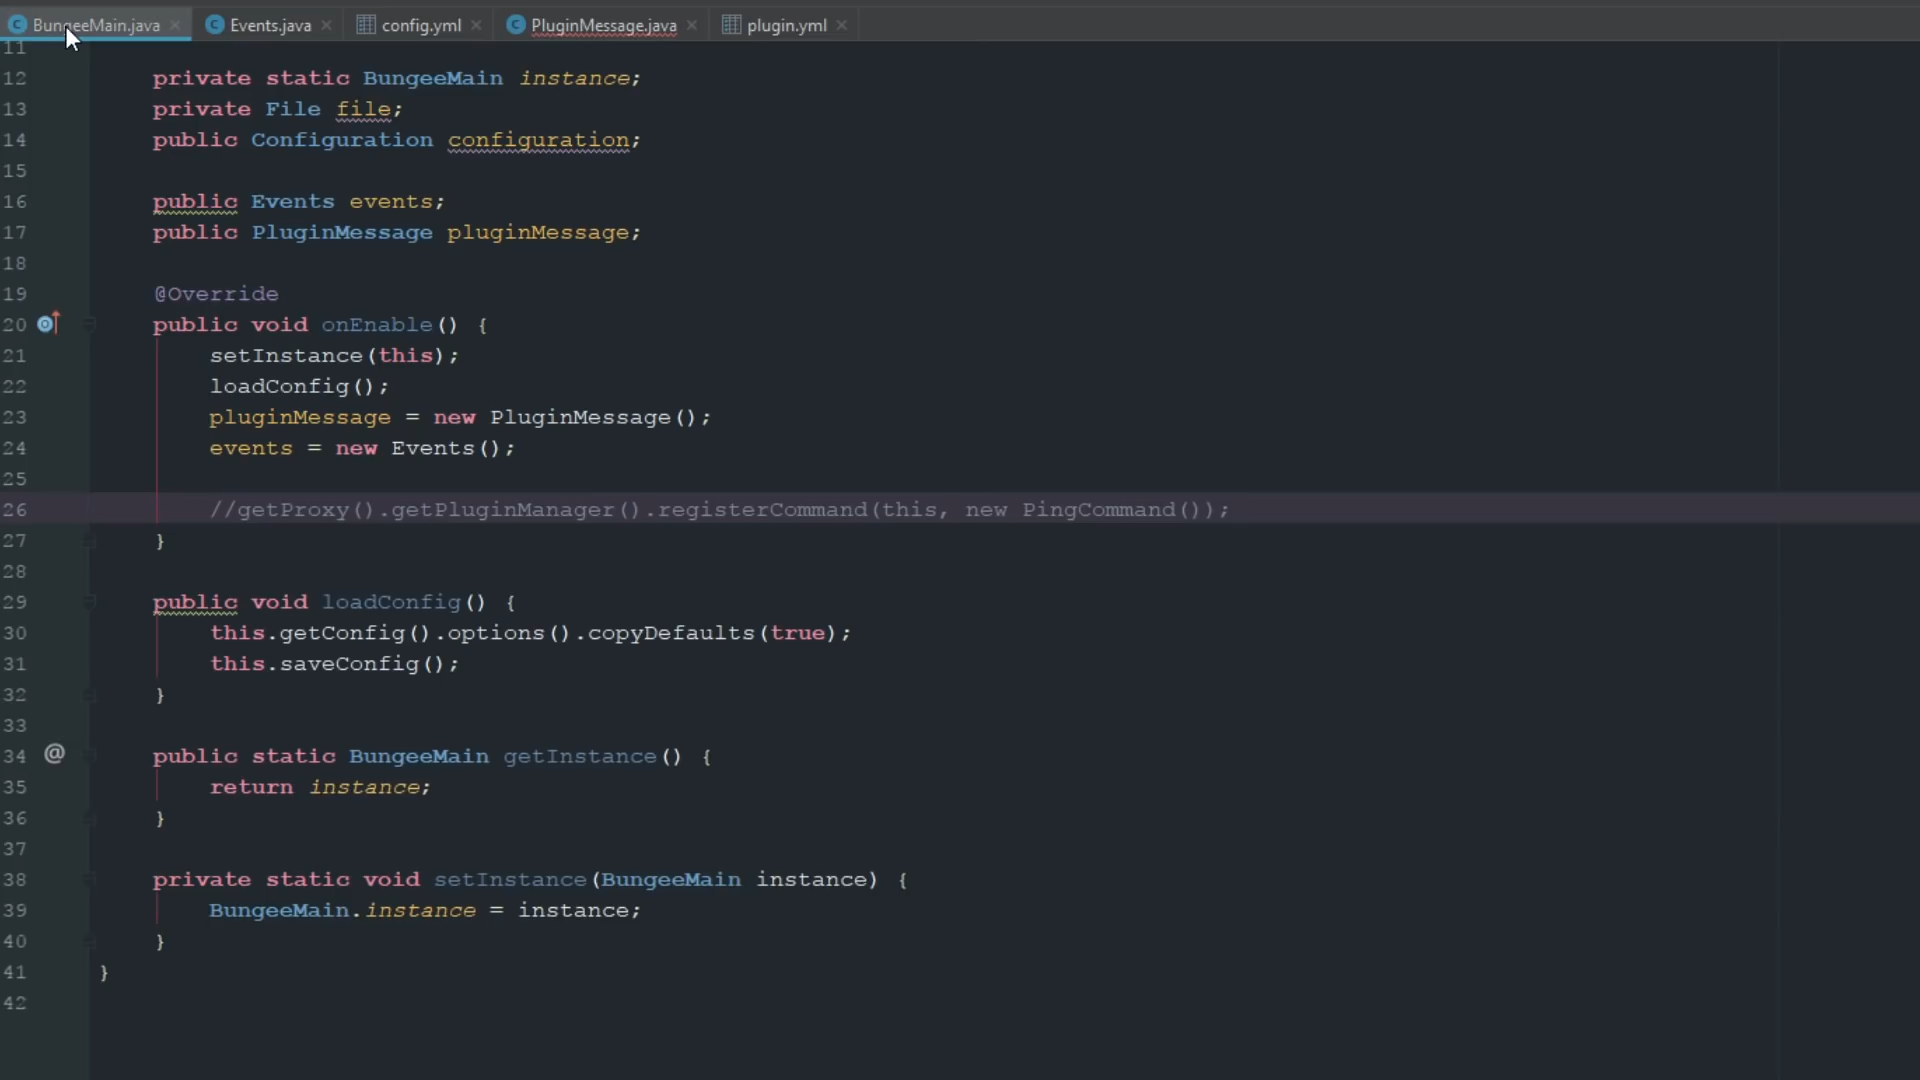 BungeeMain.java Events.java config.yml PluginMessage.java plugin.yml
11
12 private static BungeeMain instance;
13 private File file;
14 public Configuration configuration;
15
16 public Events events;
17 public PluginMessage pluginMessage;
18
19 @Override
20 public void onEnable() {
21 setInstance(this);
22 loadConfig();
23 pluginMessage = new PluginMessage();
24 events = new Events();
25
26 //getProxy().getPluginManager().registerCommand(this, new PingCommand());
27 }
28
29 public void loadConfig() {
30 this.getConfig().options().copyDefaults(true);
31 this.saveConfig();
32 }
33
34 @ public static BungeeMain getInstance() {
35 return instance;
36 }
37
38 private static void setInstance(BungeeMain instance) {
39 BungeeMain.instance = instance;
40 }
41 }
42